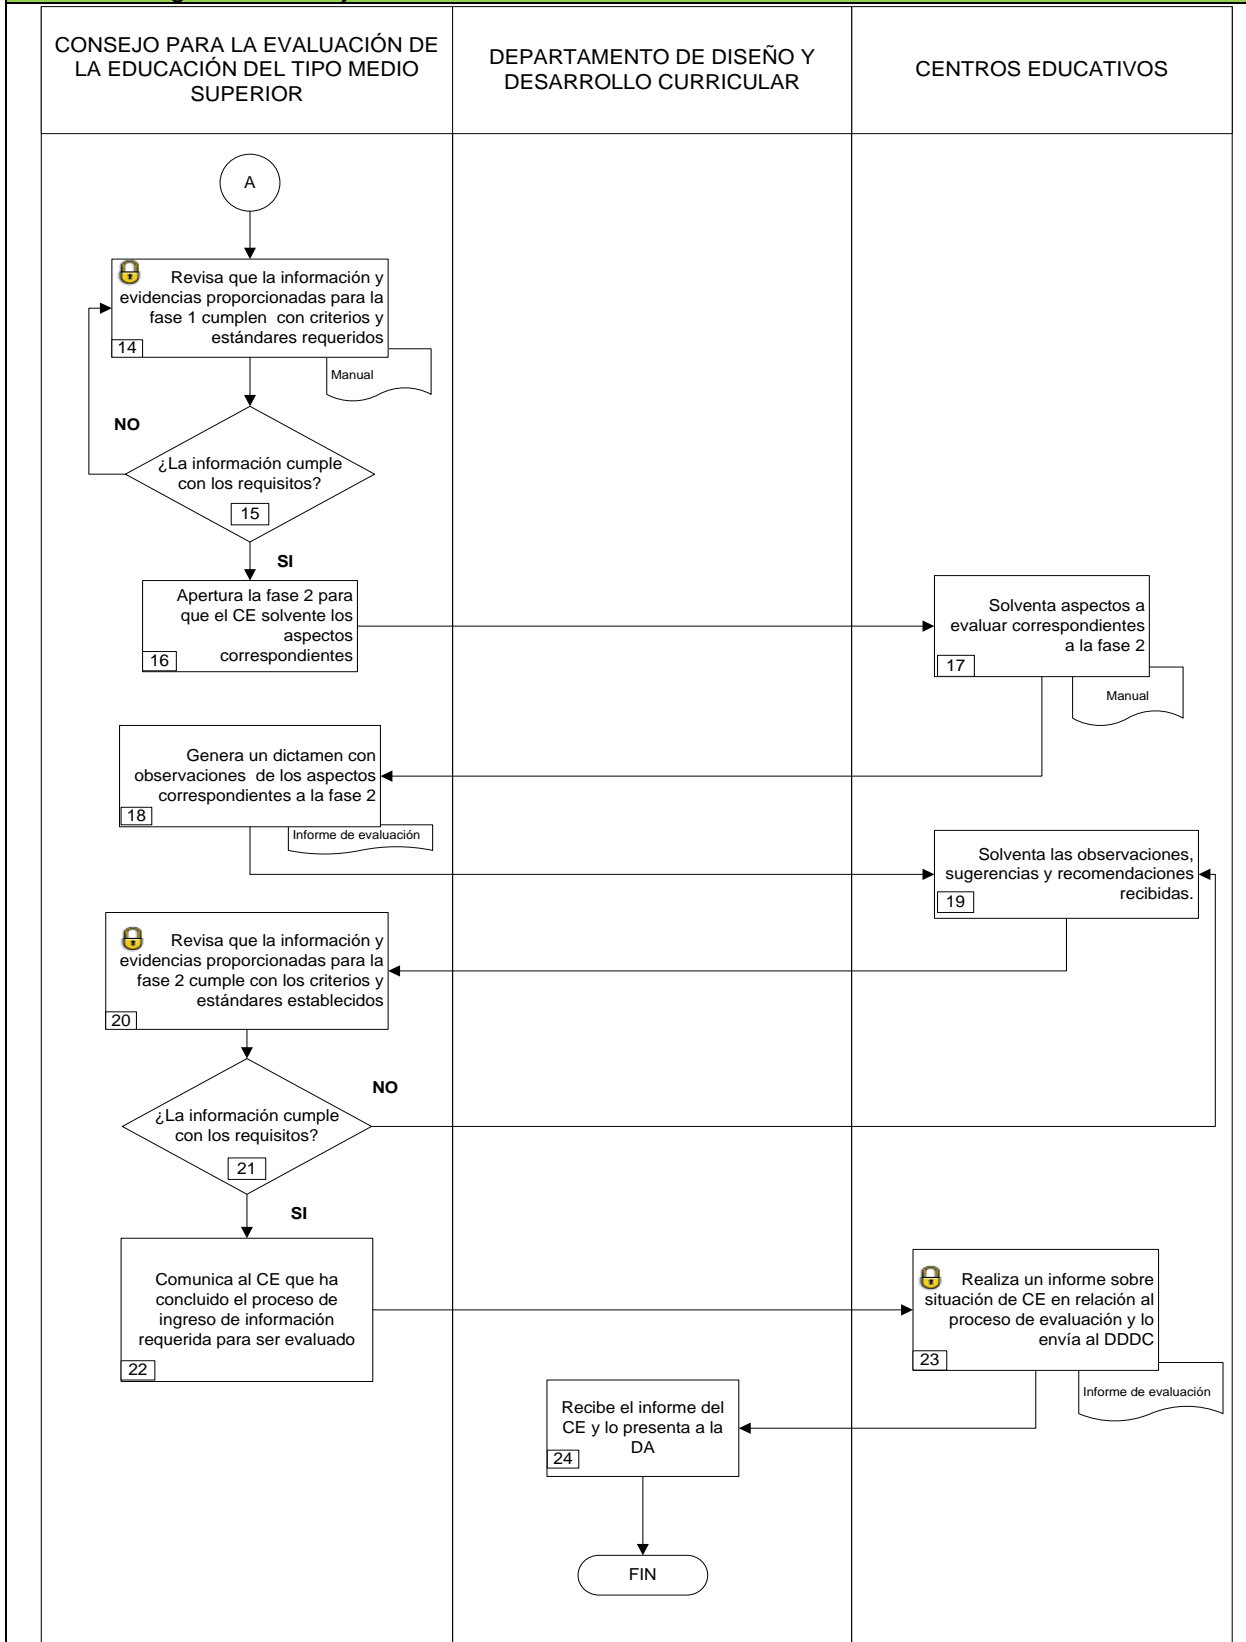 CONSEJO PARA LA EVALUACIÓN DE
LA EDUCACIÓN DEL TIPO MEDIO
SUPERIOR
DEPARTAMENTO DE DISEÑO Y
DESARROLLO CURRICULAR
CENTROS EDUCATIVOS
A
Revisa que la información y
evidencias proporcionadas para la
fase 1 cumplen con criterios y
estándares requeridos
14
Manual
NO
¿La información cumple
con los requisitos?
15
SI
Apertura la fase 2 para
que el CE solvente los
aspectos
correspondientes
16
Solventa aspectos a
evaluar correspondientes
a la fase 2
17
Manual
Genera un dictamen con
observaciones de los aspectos
correspondientes a la fase 2
18
Informe de evaluación
Solventa las observaciones,
sugerencias y recomendaciones
recibidas.
19
Revisa que la información y
evidencias proporcionadas para la
fase 2 cumple con los criterios y
estándares establecidos
20
NO
¿La información cumple
con los requisitos?
21
SI
Comunica al CE que ha
concluido el proceso de
ingreso de información
requerida para ser evaluado
22
Realiza un informe sobre
situación de CE en relación al
proceso de evaluación y lo
envía al DDDC
23
Informe de evaluación
Recibe el informe del
CE y lo presenta a la
DA
24
FIN